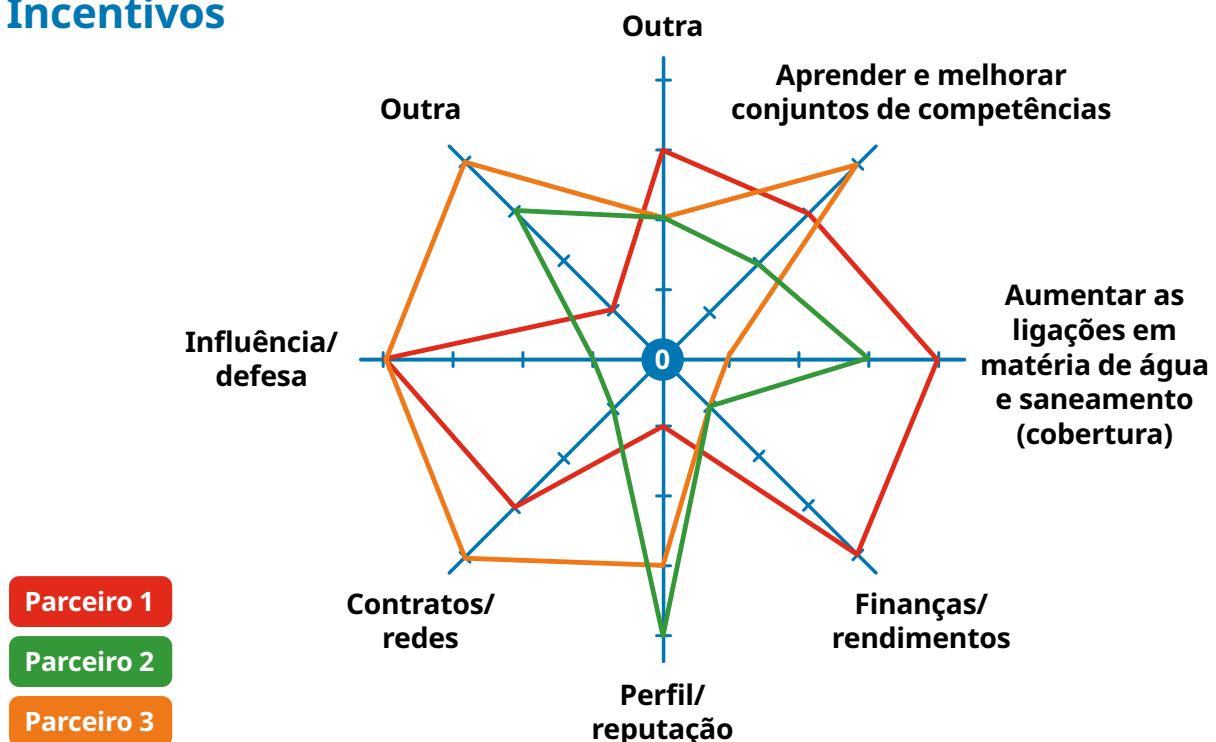 Incentivos
Outra
Aprender e melhorar
conjuntos de competências
Outra
Aumentar as
ligações em
matéria de água
e saneamento
(cobertura)
Influência/
defesa
0
Contratos/
redes
Finanças/
rendimentos
Perfil/
reputação
Parceiro 1
Parceiro 2
Parceiro 3